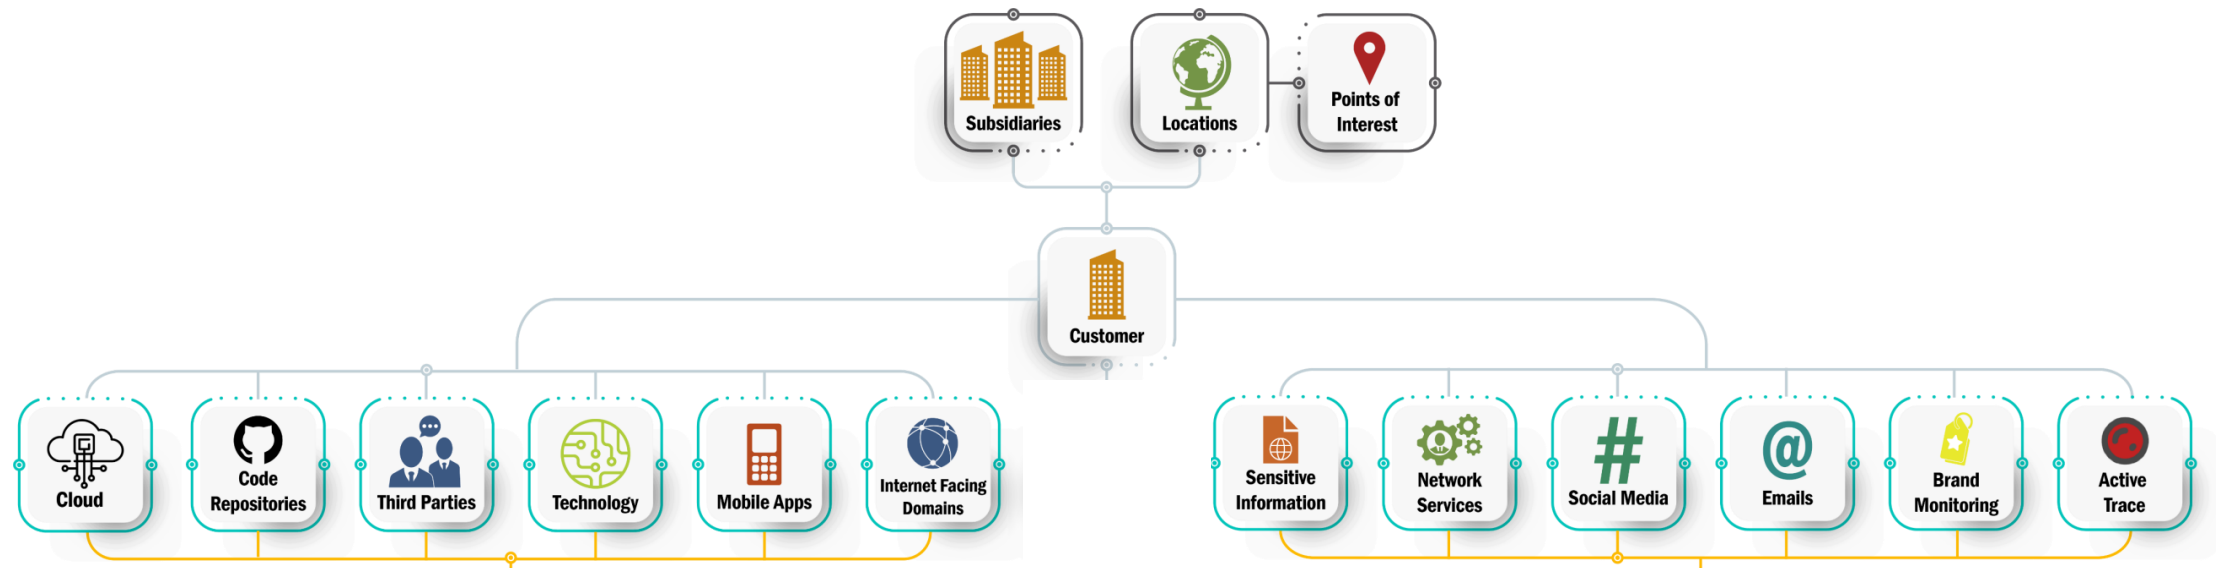 Subsidiaries
Locations
Points of
Interest
Customer
Cloud
Code
Repositories
Third Parties
Technology
Mobile Apps
Internet Facing
Domains
Sensitive
Information
Network
Services
#
Social Media
@
Emails
Brand
Monitoring
Active
Trace